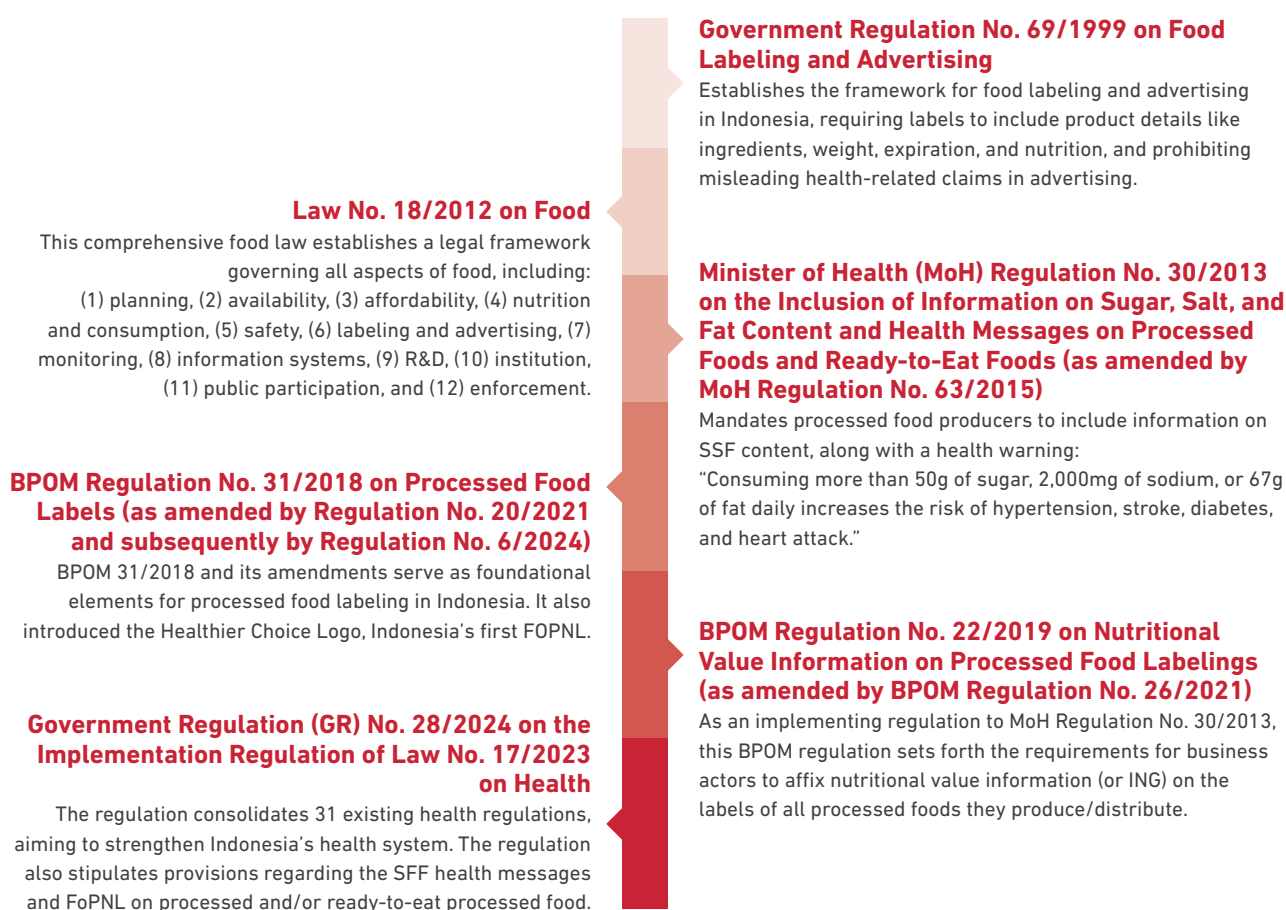 Government Regulation No. 69/1999 on Food
Labeling and Advertising
Establishes the framework for food labeling and advertising
in Indonesia, requiring labels to include product details like
ingredients, weight, expiration, and nutrition, and prohibiting
misleading health-related claims in advertising.
Law No. 18/2012 on Food
This comprehensive food law establishes a legal framework
governing all aspects of food, including:
(1) planning, (2) availability, (3) affordability, (4) nutrition
and consumption, (5) safety, (6) labeling and advertising, (7)
monitoring, (8) information systems, (9) R&D, (10) institution,
(11) public participation, and (12) enforcement.
Minister of Health (MoH) Regulation No. 30/2013
on the Inclusion of Information on Sugar, Salt, and
Fat Content and Health Messages on Processed
Foods and Ready-to-Eat Foods (as amended by
MoH Regulation No. 63/2015)
Mandates processed food producers to include information on
SSF content, along with a health warning:
“Consuming more than 50g of sugar, 2,000mg of sodium, or 67g
of fat daily increases the risk of hypertension, stroke, diabetes,
and heart attack.”
BPOM Regulation No. 31/2018 on Processed Food
Labels (as amended by Regulation No. 20/2021
and subsequently by Regulation No. 6/2024)
BPOM 31/2018 and its amendments serve as foundational
elements for processed food labeling in Indonesia. It also
introduced the Healthier Choice Logo, Indonesia’s first FOPNL.
BPOM Regulation No. 22/2019 on Nutritional
Value Information on Processed Food Labelings
(as amended by BPOM Regulation No. 26/2021)
As an implementing regulation to MoH Regulation No. 30/2013,
this BPOM regulation sets forth the requirements for business
actors to affix nutritional value information (or ING) on the
labels of all processed foods they produce/distribute.
Government Regulation (GR) No. 28/2024 on the
Implementation Regulation of Law No. 17/2023
on Health
The regulation consolidates 31 existing health regulations,
aiming to strengthen Indonesia’s health system. The regulation
also stipulates provisions regarding the SFF health messages
and FoPNL on processed and/or ready-to-eat processed food.